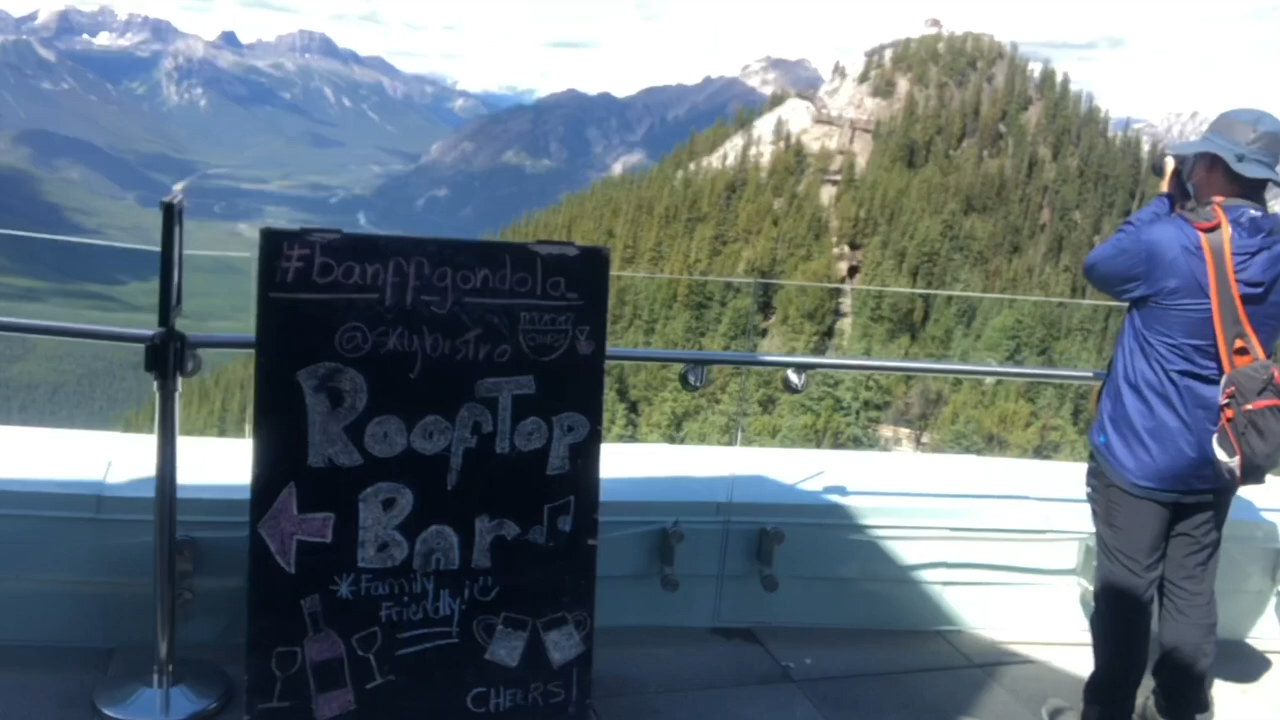 #banffgondola
@skybistro
RoofTop
Bar
*Family
Friendly!
CHEERS!